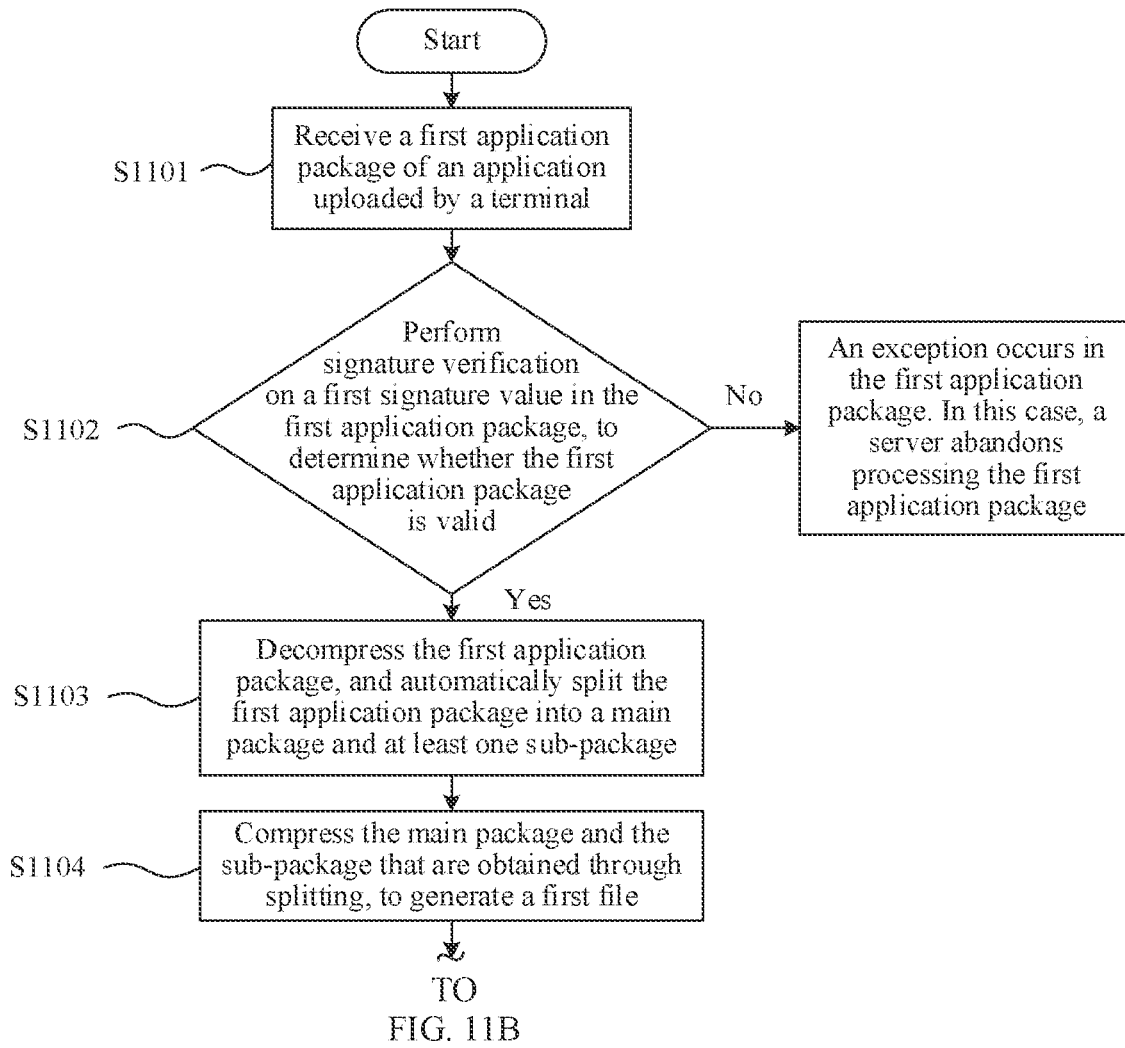 Start
S1101
Receive a first application
package of an application
uploaded by a terminal
S1102
Perform
signature verification
on a first signature value in the
first application package, to
determine whether the first
application package
is valid
No
An exception occurs in
the first application
package. In this case, a
server abandons
processing the first
application package
Yes
S1103
Decompress the first application
package, and automatically split the
first application package into a main
package and at least one sub-package
S1104
Compress the main package and the
sub-package that are obtained through
splitting, to generate a first file
TO
FIG. 11B